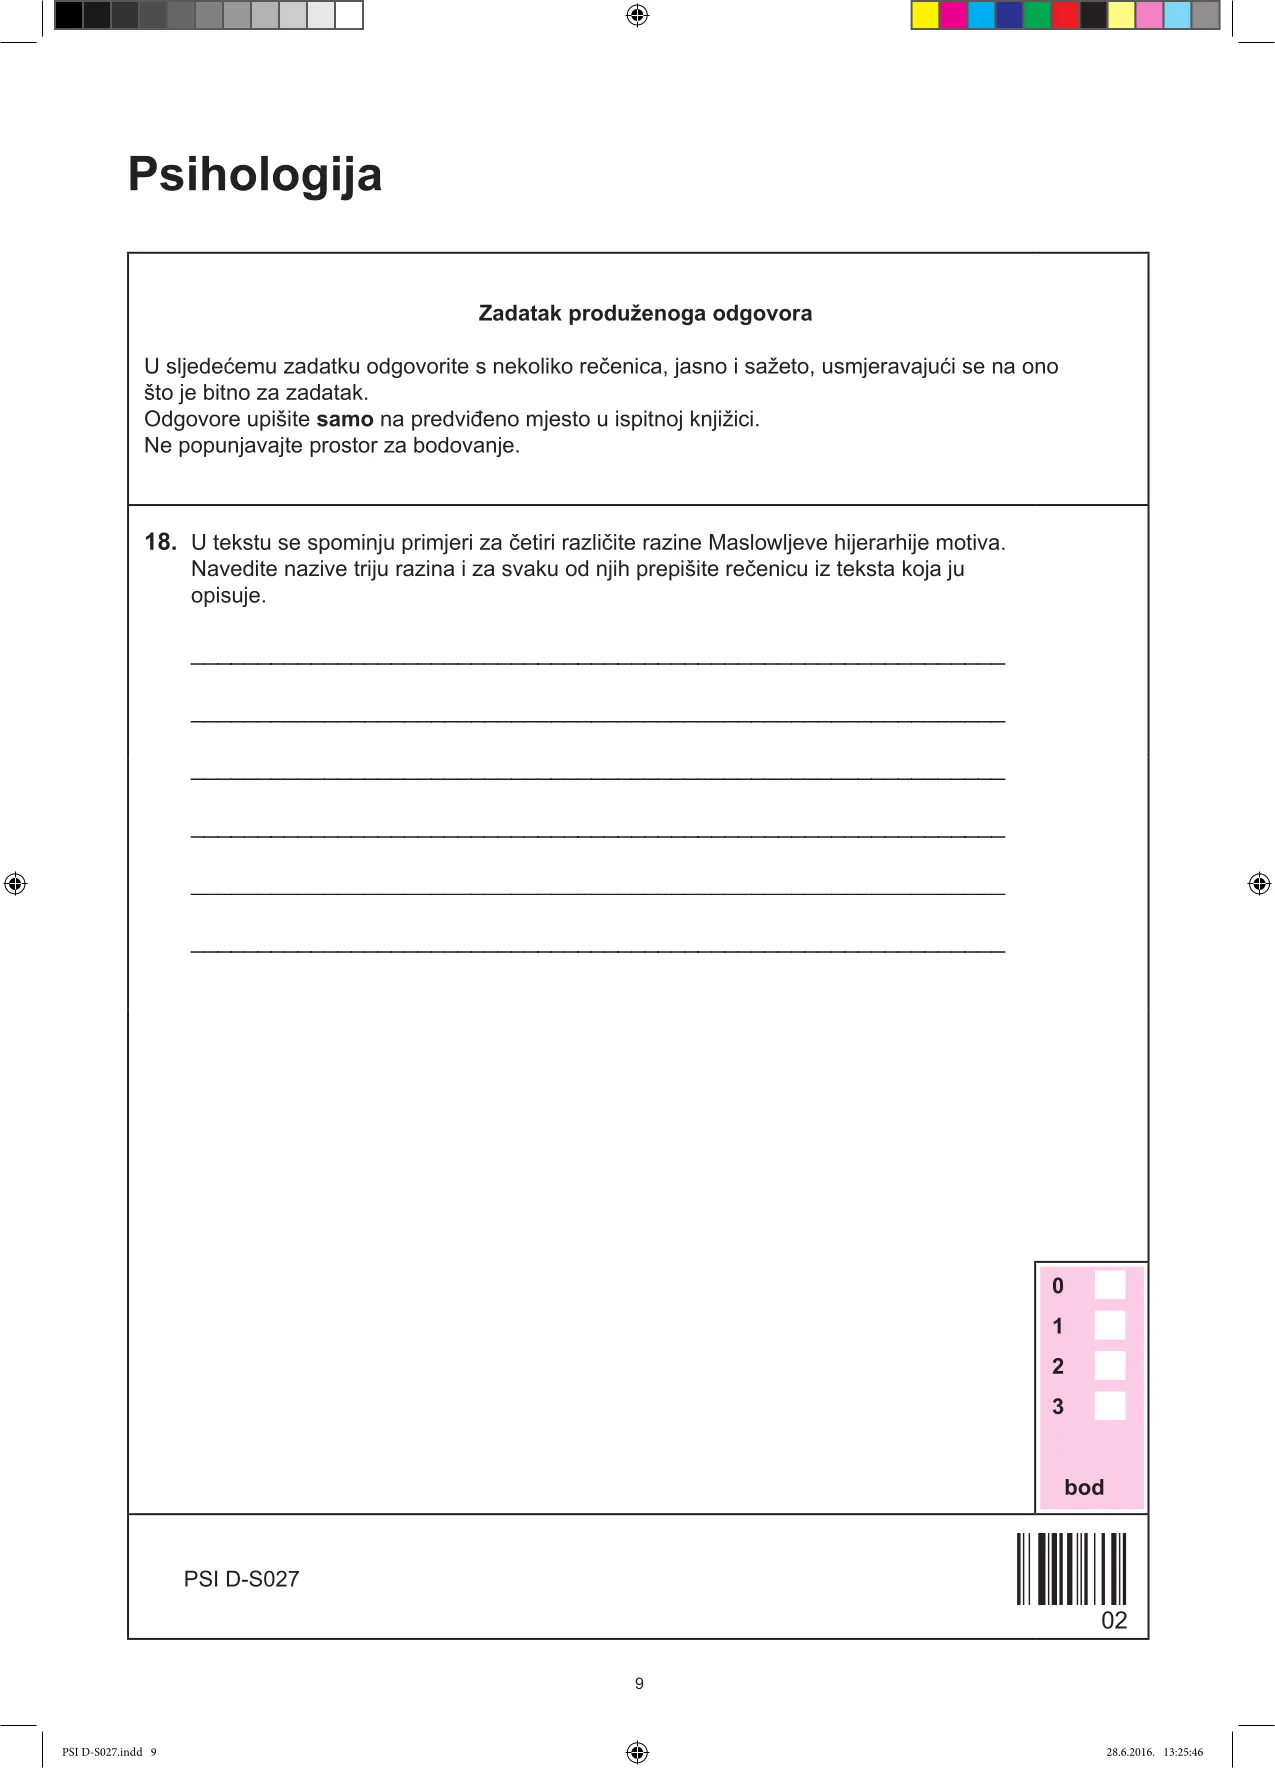 Psihologija
Zadatak produženoga odgovora
U sljedećemu zadatku odgovorite s nekoliko rečenica, jasno i sažeto, usmjeravajući se na ono
što je bitno za zadatak.
Odgovore upišite samo na predviđeno mjesto u ispitnoj knjižici.
Ne popunjavajte prostor za bodovanje.
18. U tekstu se spominju primjeri za četiri različite razine Maslowljeve hijerarhije motiva.
Navedite nazive triju razina i za svaku od njih prepišite rečenicu iz teksta koja ju
opisuje.
0
1
2
3
bod
PSI D-S027
02
9
PSI D-S027.indd 9
28.6.2016. 13:25:46